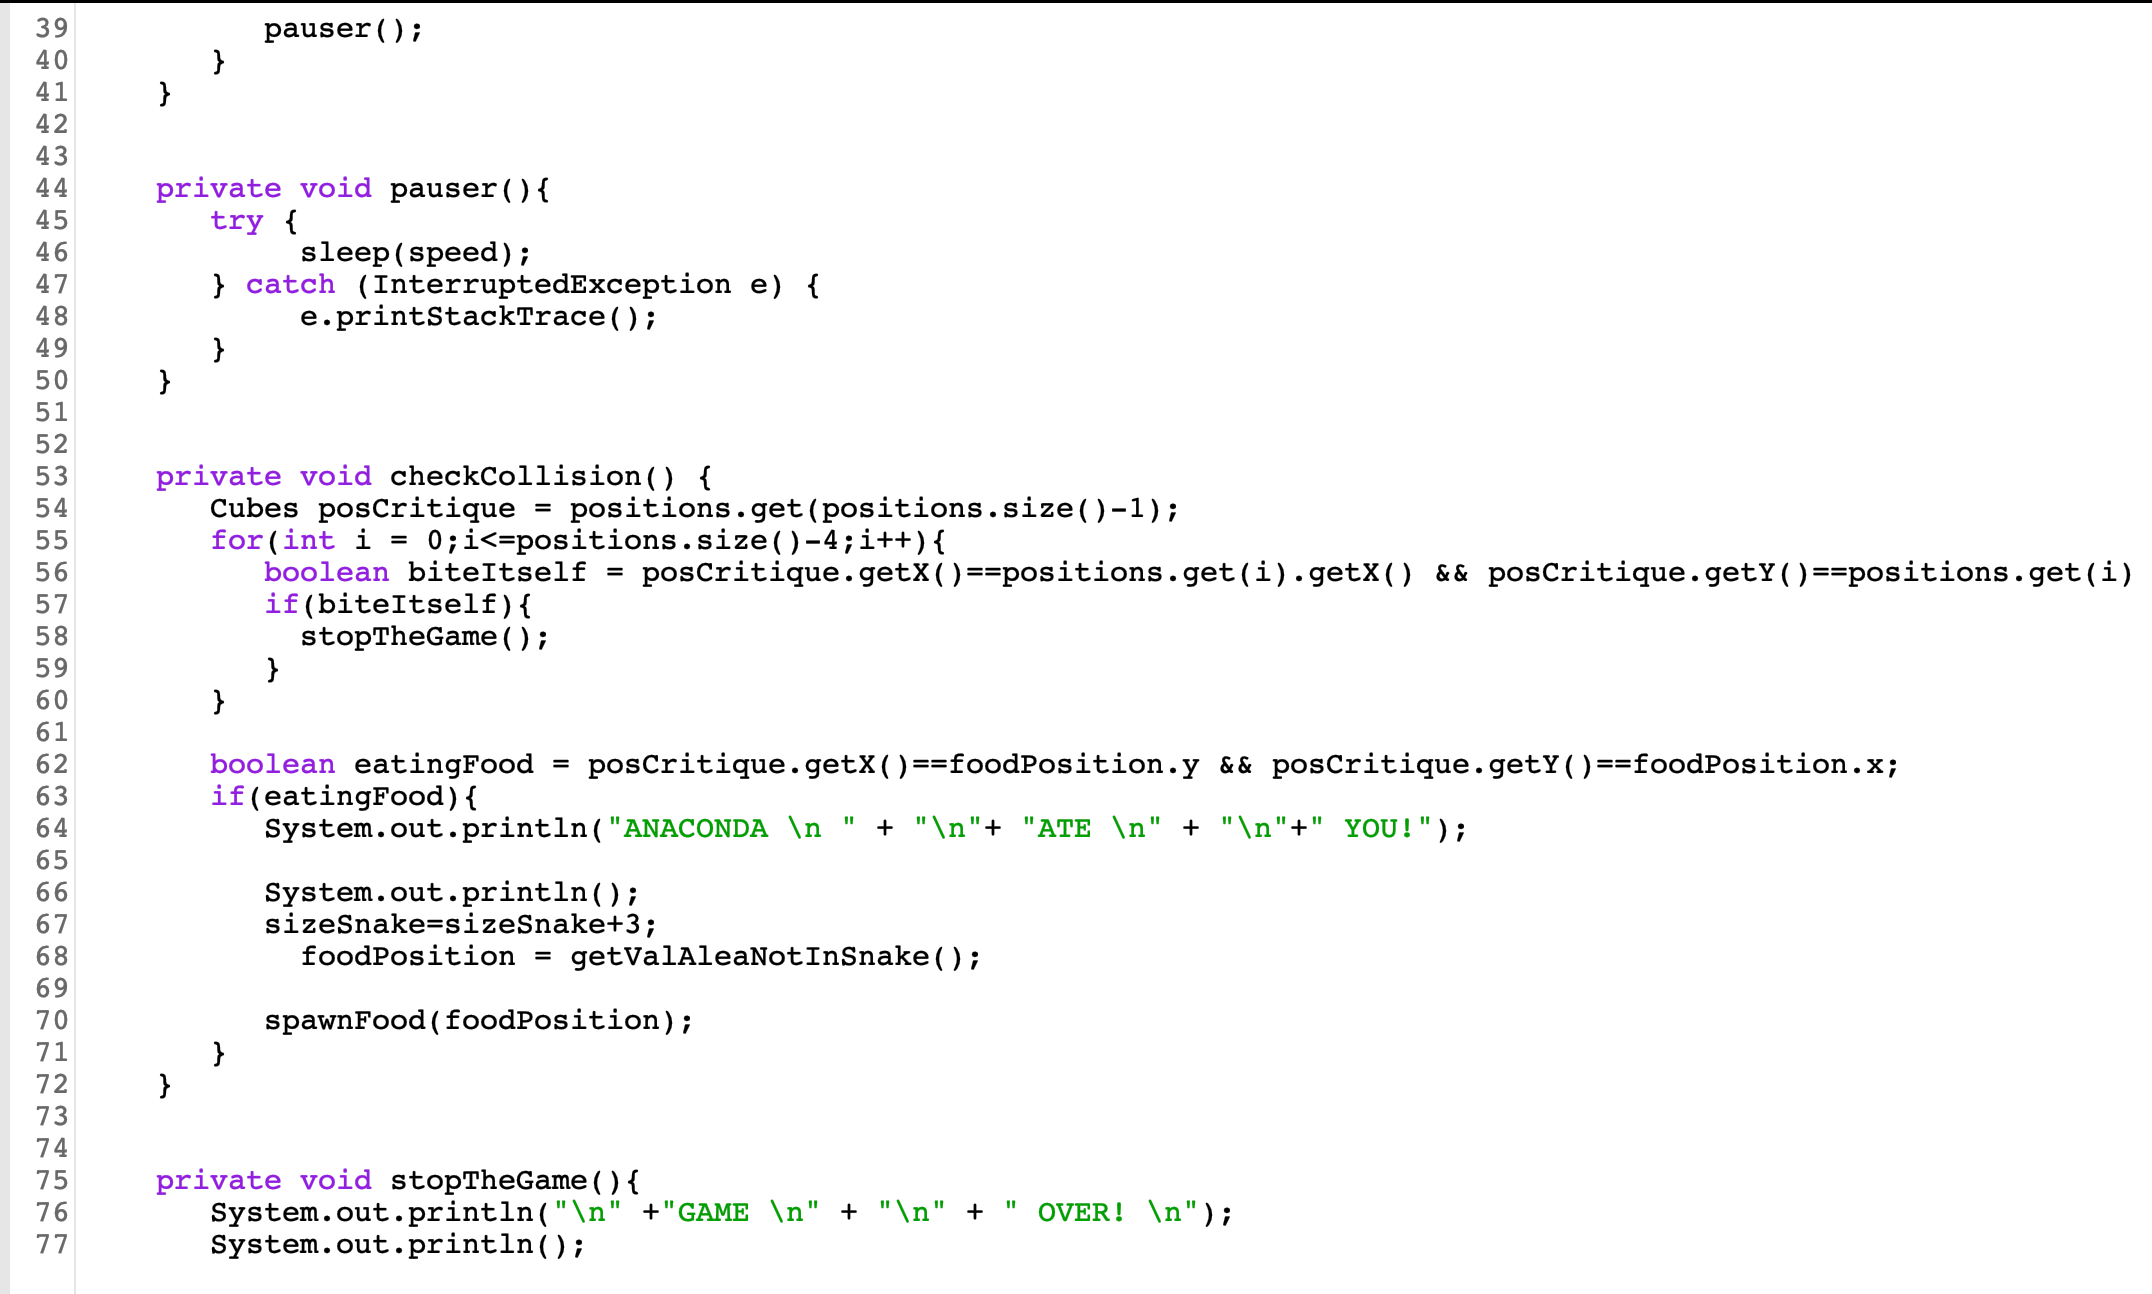 39 pauser();
40 }
41 }
42
43
44 private void pauser(){
45 try {
46 sleep(speed);
47 } catch (InterruptedException e) {
48 e.printStackTrace();
49 }
50 }
51
52
53 private void checkCollision() {
54 Cubes posCritique = positions.get(positions.size()-1);
55 for(int i = 0;i<=positions.size()-4;i++){
56 boolean biteItself = posCritique.getX()==positions.get(i).getX() && posCritique.getY()==positions.get(i)
57 if(biteItself){
58 stopTheGame();
59 }
60 }
61
62 boolean eatingFood = posCritique.getX()==foodPosition.y && posCritique.getY()==foodPosition.x;
63 if(eatingFood){
64 System.out.println("ANACONDA \n " + "\n"+ "ATE \n" + "\n"+" YOU!");
65
66 System.out.println();
67 sizeSnake=sizeSnake+3;
68 foodPosition = getValAleaNotInSnake();
69
70 spawnFood(foodPosition);
71 }
72 }
73
74
75 private void stopTheGame(){
76 System.out.println("\n" +"GAME \n" + "\n" + " OVER! \n");
77 System.out.println();